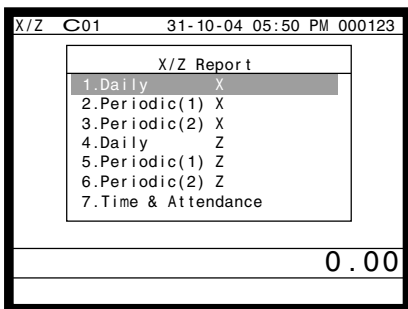 X/Z C01 31-10-04 05:50 PM 000123
X/Z Report
1.Daily X
2.Periodic(1) X
3.Periodic(2) X
4.Daily Z
5.Periodic(1) Z
6.Periodic(2) Z
7.Time & Attendance
0.00